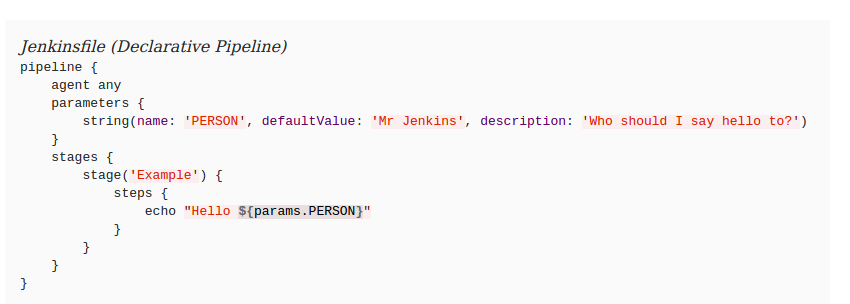 Jenkinsfile (Declarative Pipeline)
pipeline {
    agent any
    parameters {
        string(name: 'PERSON', defaultValue: 'Mr Jenkins', description: 'Who should I say hello to?')
    }
    stages {
        stage('Example') {
            steps {
                echo "Hello ${params.PERSON}"
            }
        }
    }
}